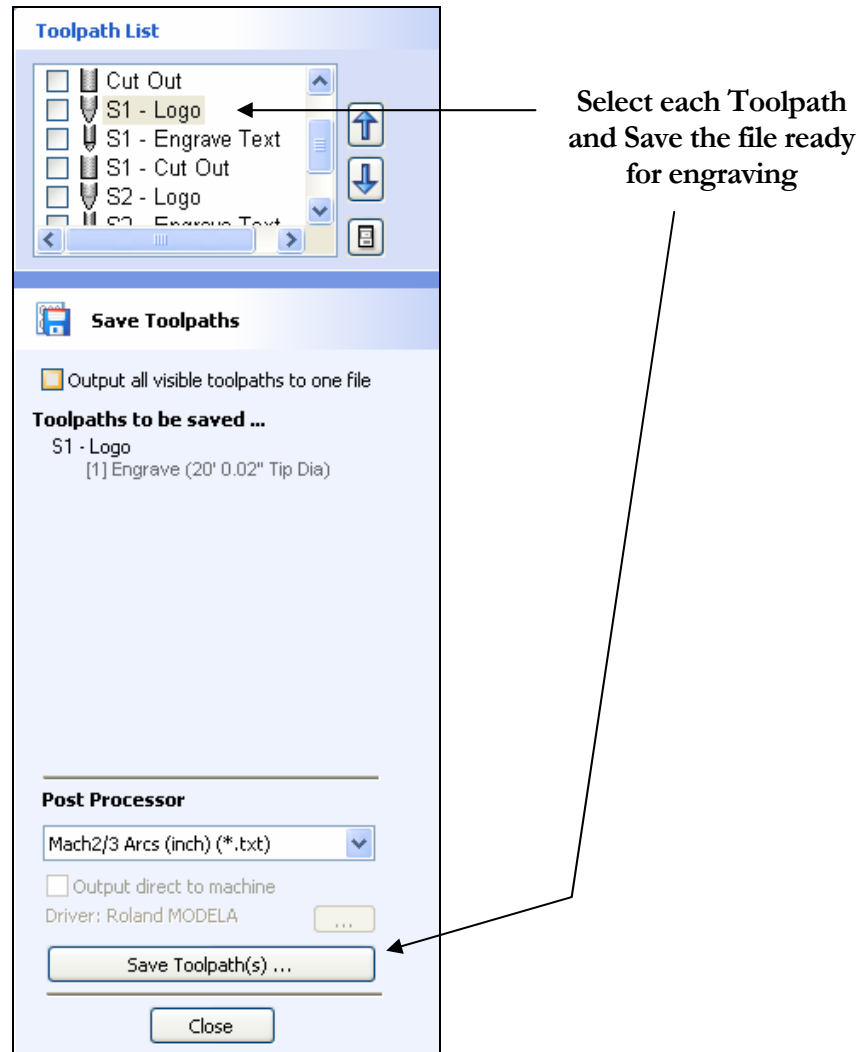 Toolpath List
Cut Out
S1 - Logo
S1 - Engrave Text
S1 - Cut Out
S2 - Logo
S2 - Engrave Text
Select each Toolpath
and Save the file ready
for engraving
Save Toolpaths
Output all visible toolpaths to one file
Toolpaths to be saved ...
S1 - Logo
[1] Engrave (20' 0.02" Tip Dia)
Post Processor
Mach2/3 Arcs (inch) (*.txt)
Output direct to machine
Driver: Roland MODELA
...
Save Toolpath(s) ...
Close